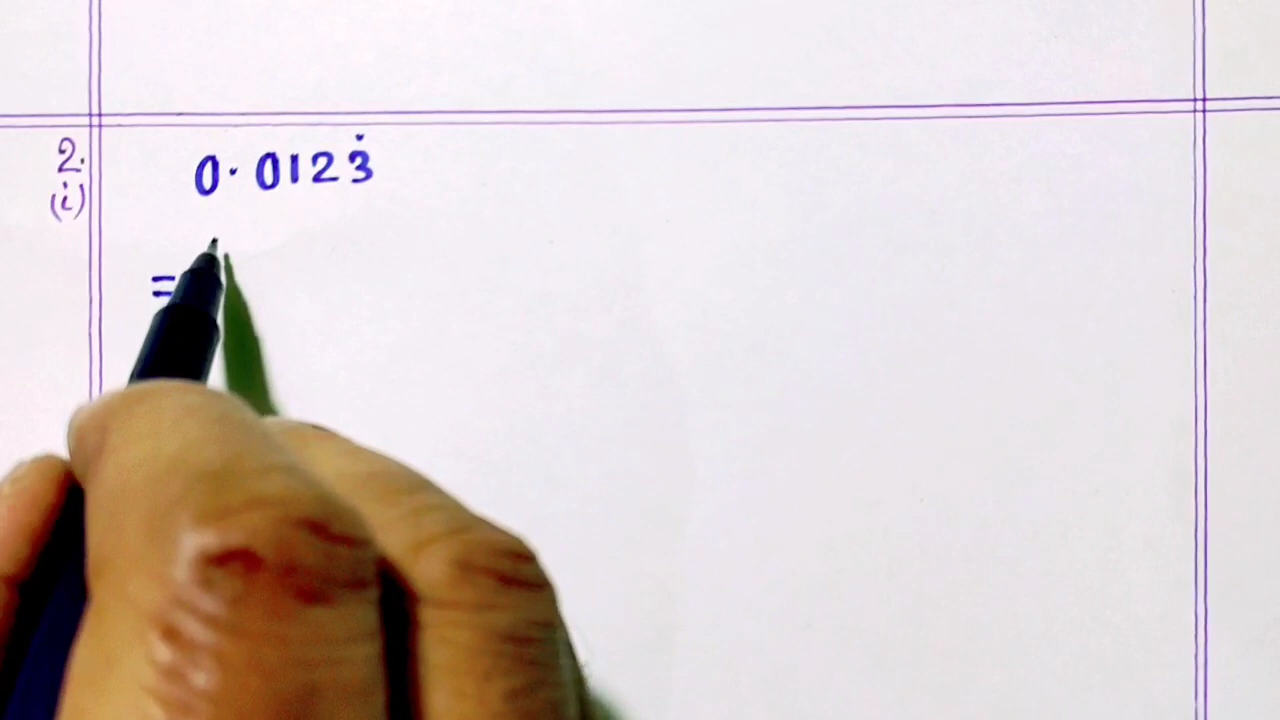 2. 0·0123̇
(i)
=